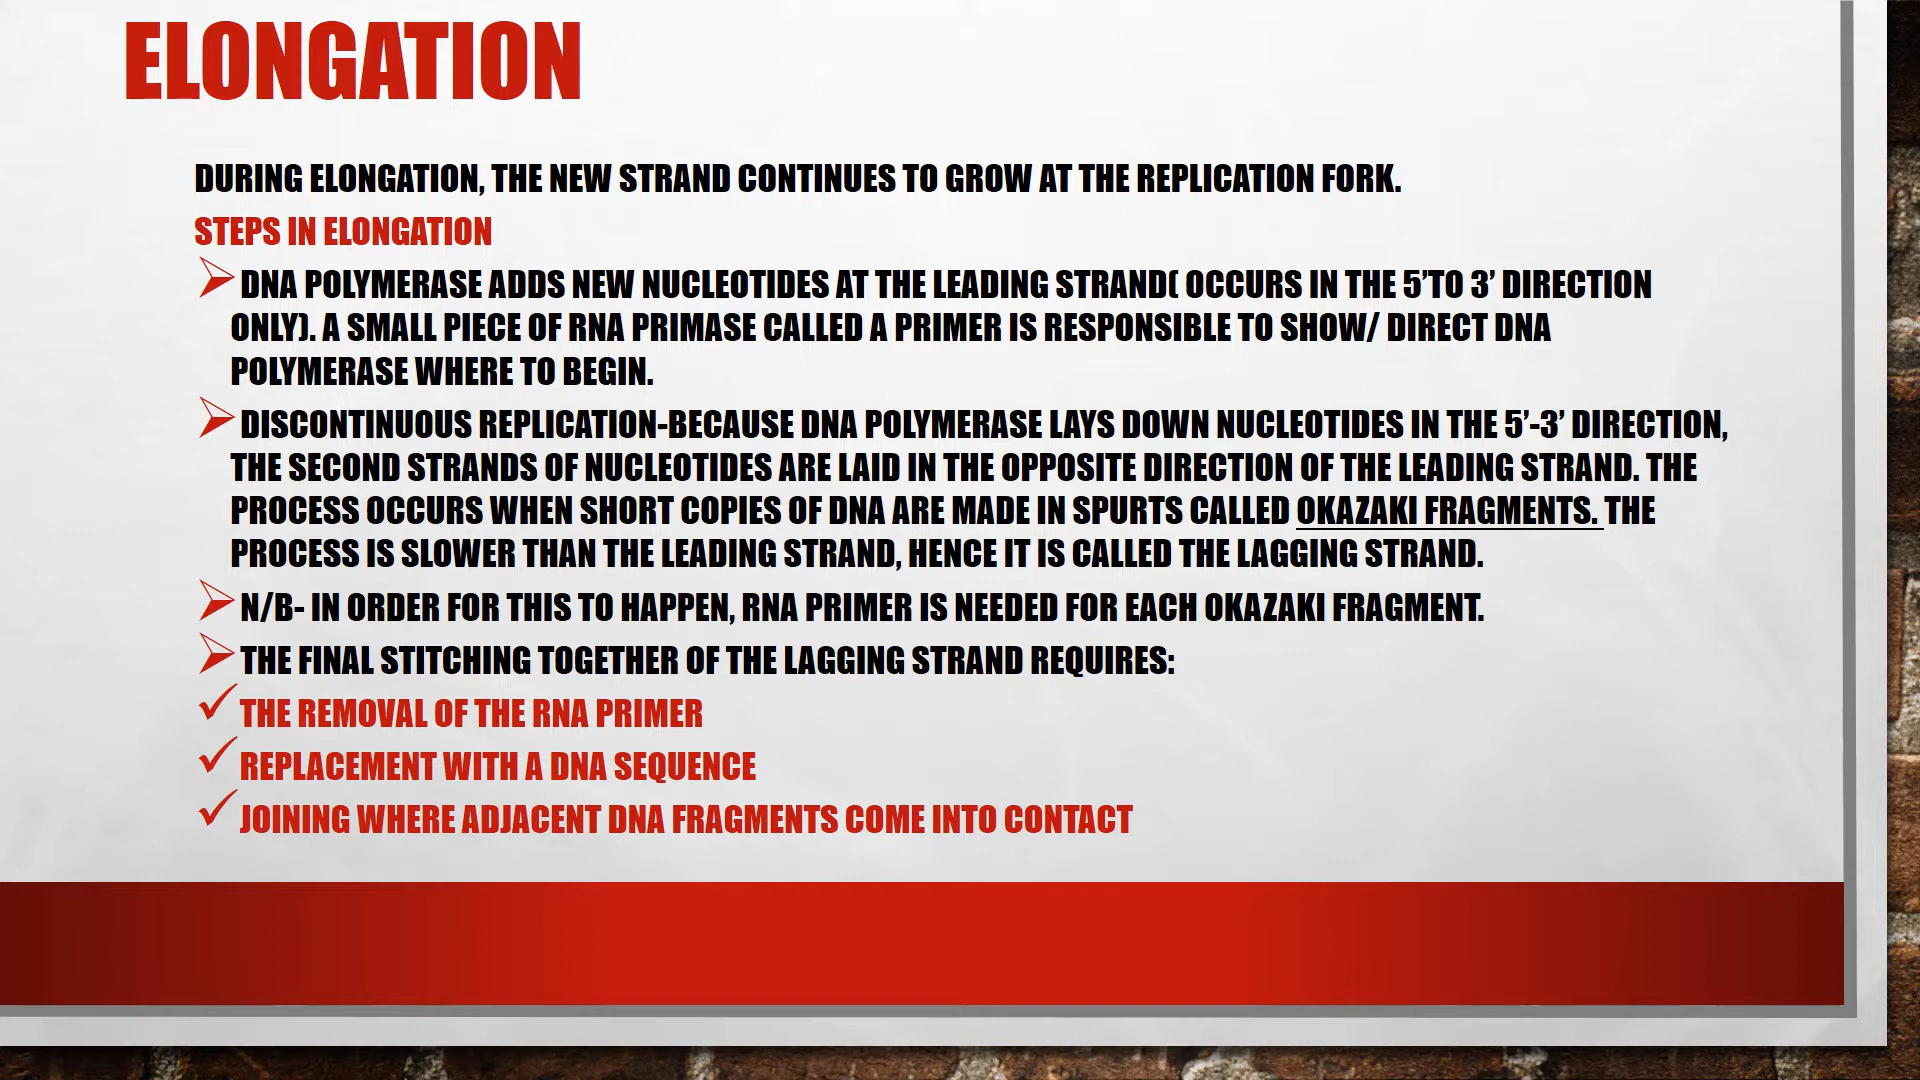 ELONGATION
DURING ELONGATION, THE NEW STRAND CONTINUES TO GROW AT THE REPLICATION FORK.
STEPS IN ELONGATION
DNA POLYMERASE ADDS NEW NUCLEOTIDES AT THE LEADING STRAND( OCCURS IN THE 5’TO 3’ DIRECTION
ONLY). A SMALL PIECE OF RNA PRIMASE CALLED A PRIMER IS RESPONSIBLE TO SHOW/ DIRECT DNA
POLYMERASE WHERE TO BEGIN.
DISCONTINUOUS REPLICATION-BECAUSE DNA POLYMERASE LAYS DOWN NUCLEOTIDES IN THE 5’-3’ DIRECTION,
THE SECOND STRANDS OF NUCLEOTIDES ARE LAID IN THE OPPOSITE DIRECTION OF THE LEADING STRAND. THE
PROCESS OCCURS WHEN SHORT COPIES OF DNA ARE MADE IN SPURTS CALLED OKAZAKI FRAGMENTS. THE
PROCESS IS SLOWER THAN THE LEADING STRAND, HENCE IT IS CALLED THE LAGGING STRAND.
N/B- IN ORDER FOR THIS TO HAPPEN, RNA PRIMER IS NEEDED FOR EACH OKAZAKI FRAGMENT.
THE FINAL STITCHING TOGETHER OF THE LAGGING STRAND REQUIRES:
THE REMOVAL OF THE RNA PRIMER
REPLACEMENT WITH A DNA SEQUENCE
JOINING WHERE ADJACENT DNA FRAGMENTS COME INTO CONTACT